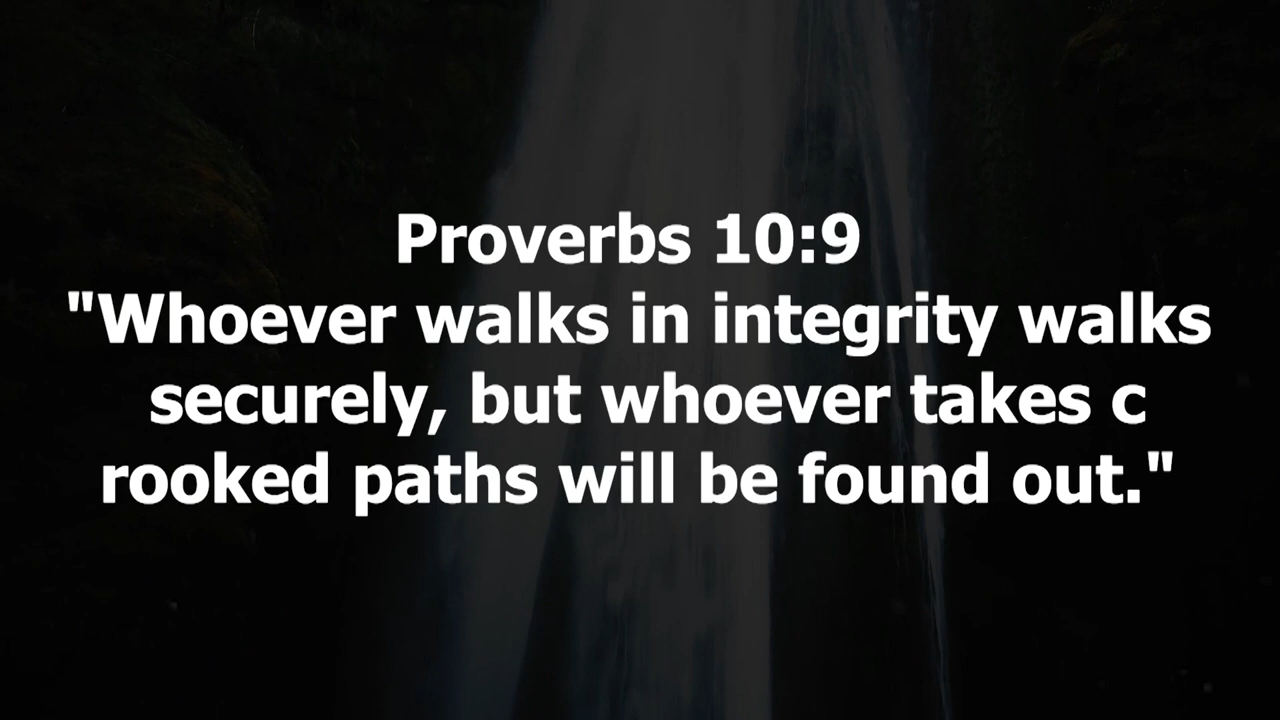 Proverbs 10:9
"Whoever walks in integrity walks
securely, but whoever takes c
rooked paths will be found out."